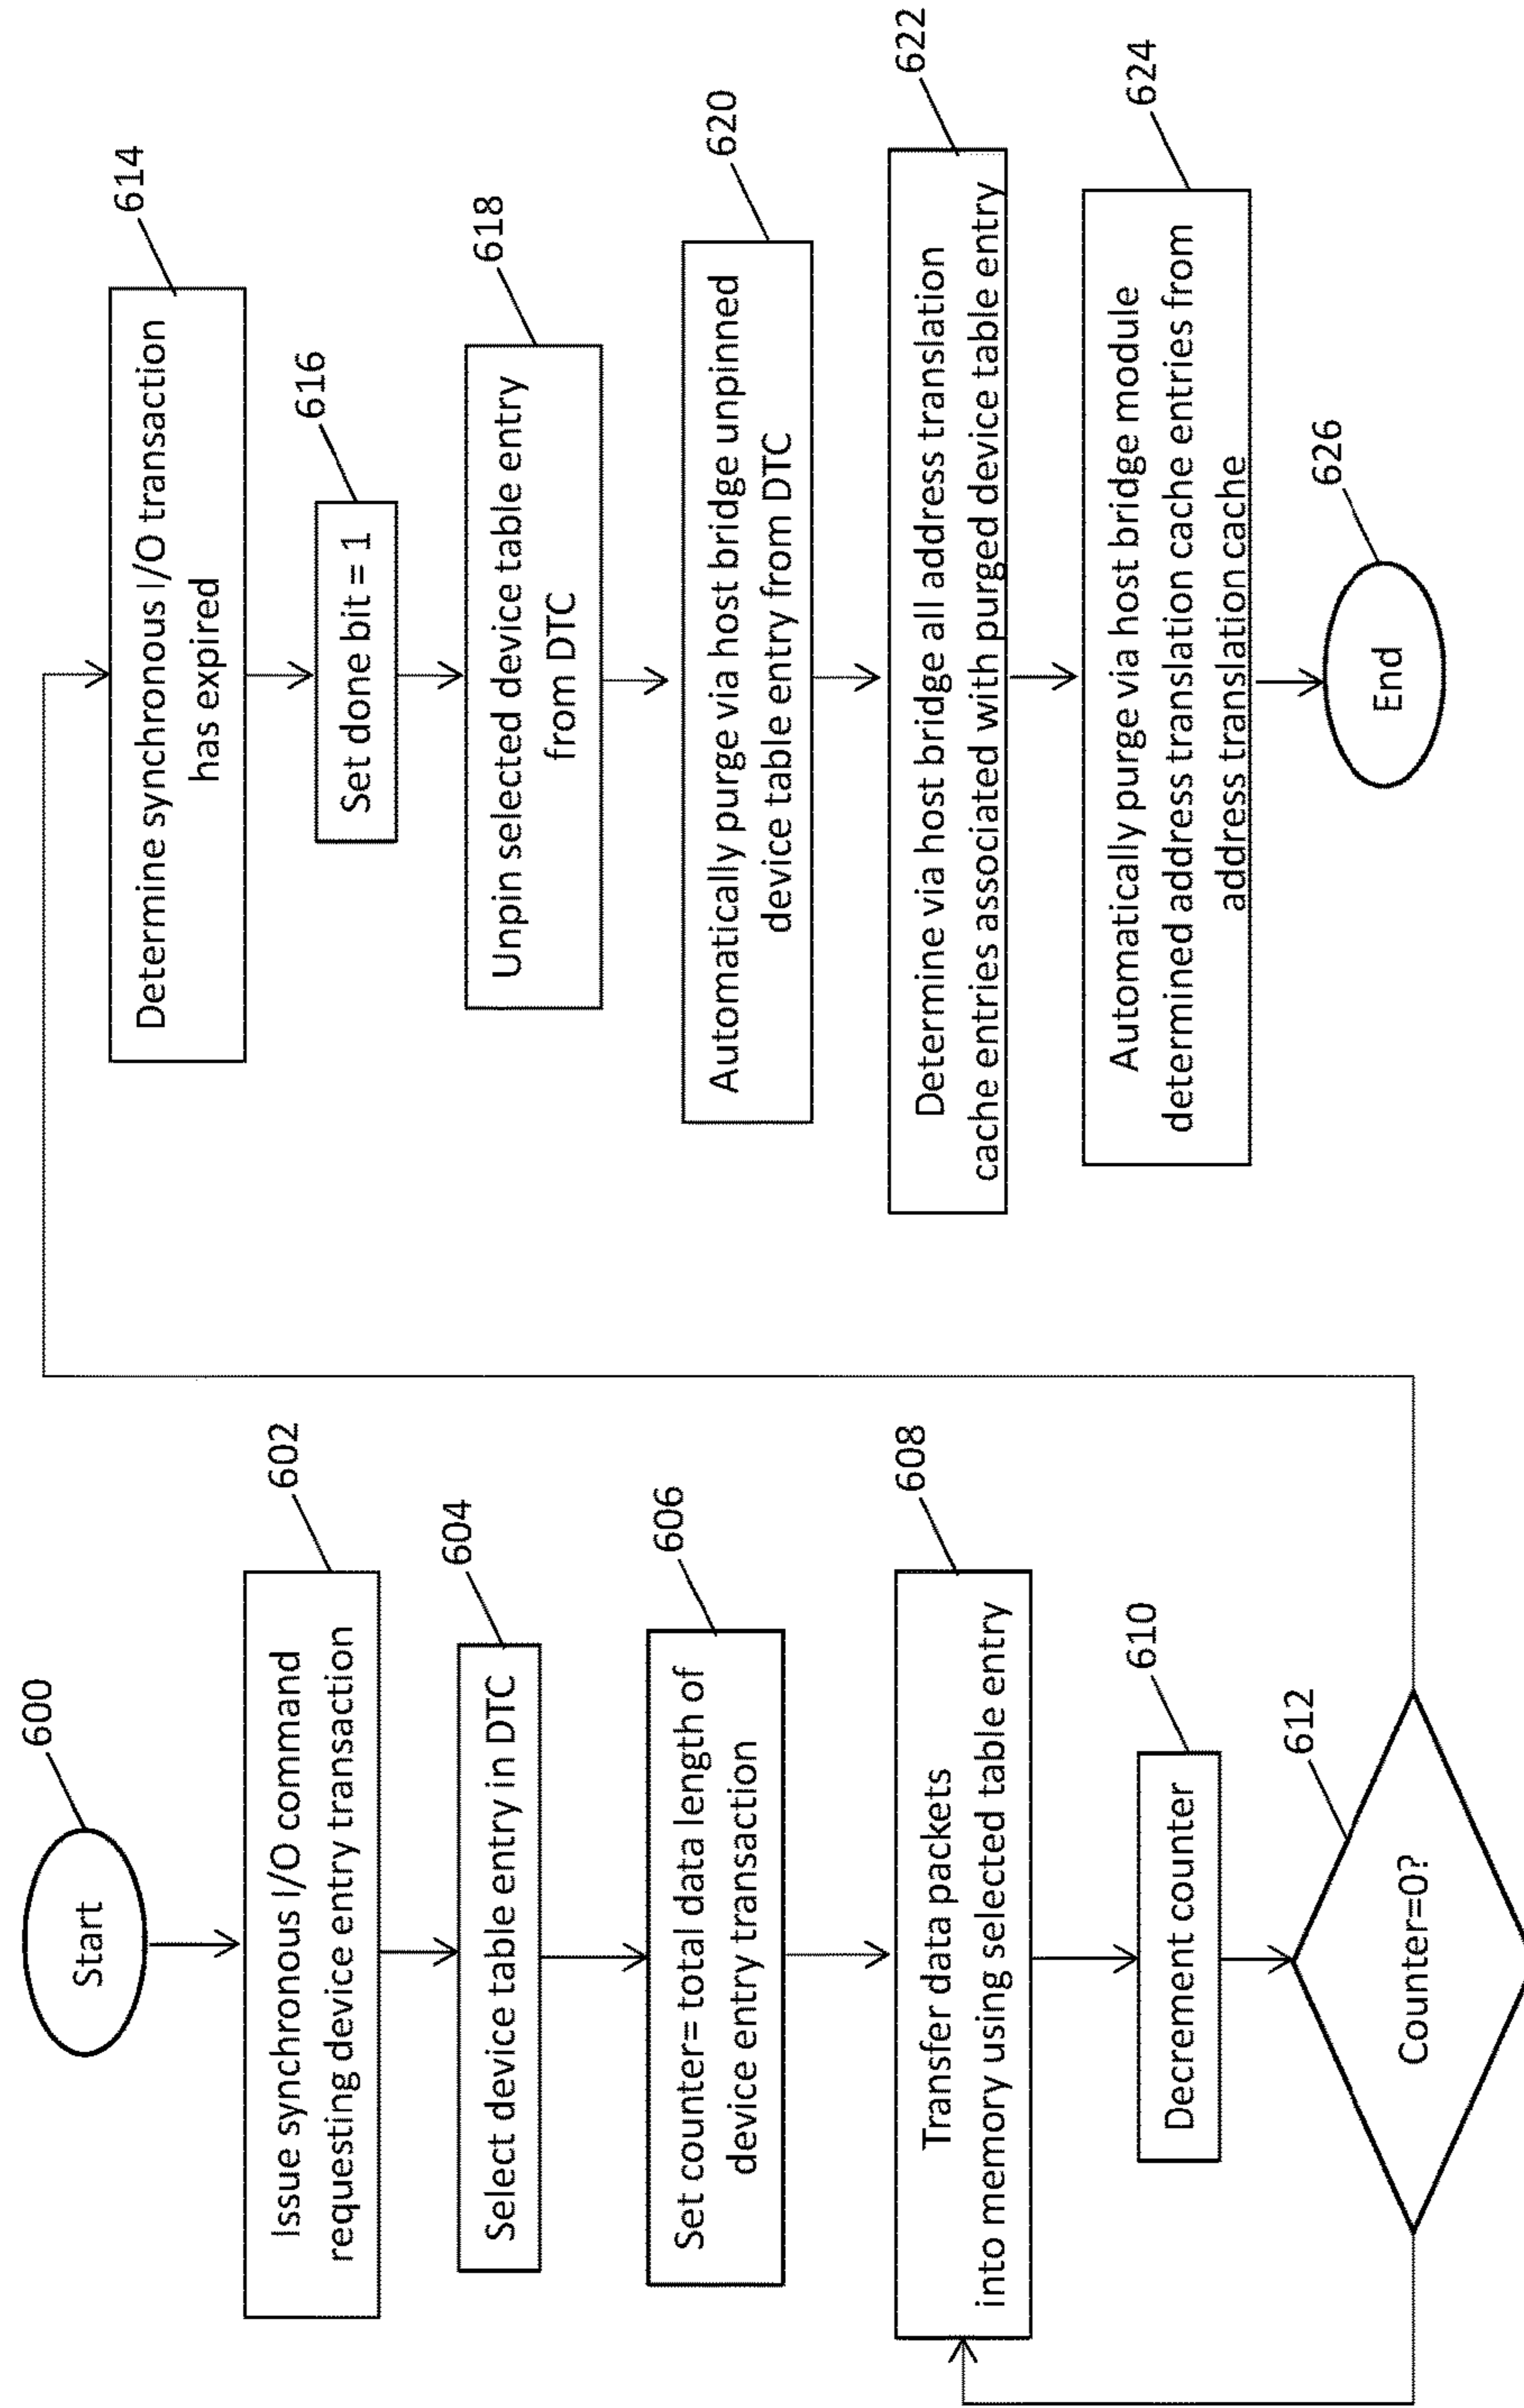 600
Start
602
Issue synchronous I/O command
requesting device entry transaction
604
Select device table entry in DTC
606
Set counter= total data length of
device entry transaction
608
Transfer data packets
into memory using selected table entry
610
Decrement counter
612
Counter=0?
614
Determine synchronous I/O transaction
has expired
616
Set done bit = 1
618
Unpin selected device table entry
from DTC
620
Automatically purge via host bridge unpinned
device table entry from DTC
622
Determine via host bridge all address translation
cache entries associated with purged device table entry
624
Automatically purge via host bridge module
determined address translation cache entries from
address translation cache
626
End